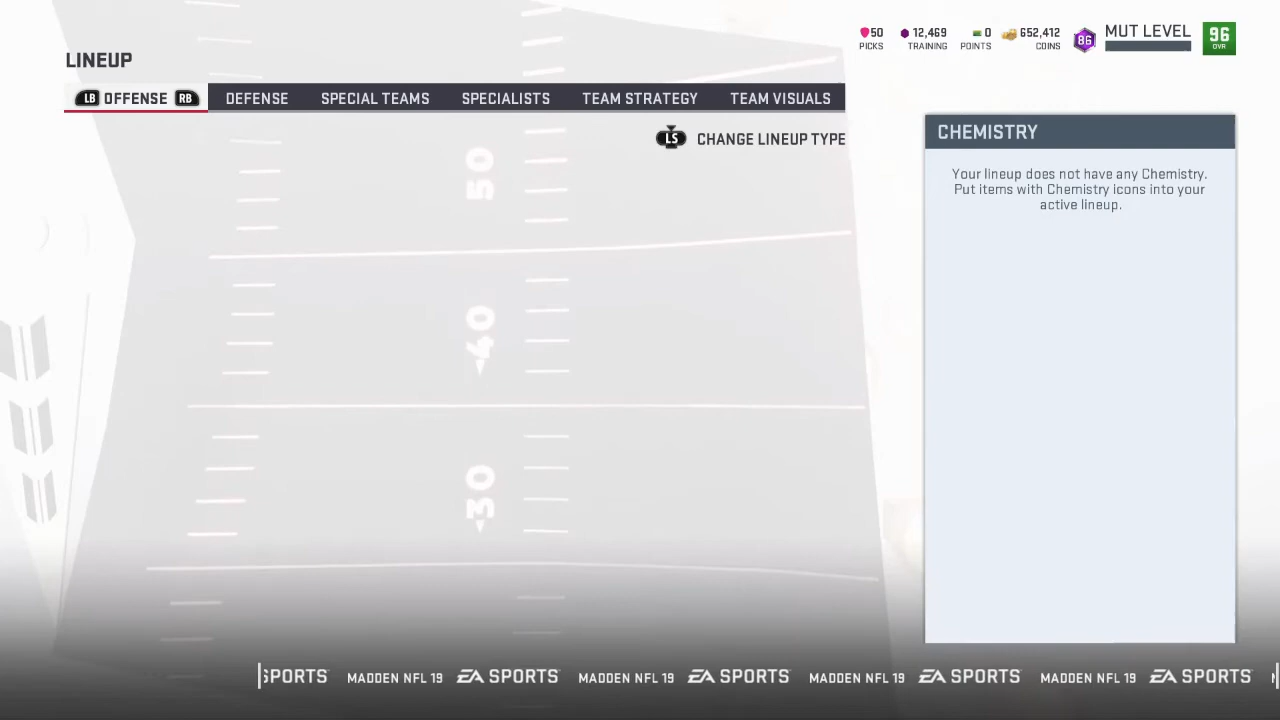 LINEUP
50 PICKS
12,469 TRAINING
0 POINTS
652,412 COINS
86
MUT LEVEL
96 OVR
LB OFFENSE RB
DEFENSE
SPECIAL TEAMS
SPECIALISTS
TEAM STRATEGY
TEAM VISUALS
LS CHANGE LINEUP TYPE
CHEMISTRY
Your lineup does not have any Chemistry.
Put items with Chemistry icons into your
active lineup.
50
40
30
SPORTS MADDEN NFL 19 EA SPORTS MADDEN NFL 19 EA SPORTS MADDEN NFL 19 EA SPORTS MADDEN NFL 19 EA SPORTS